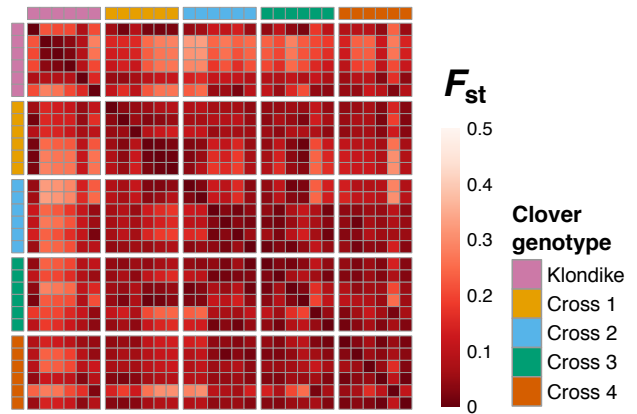 Fst
0.5
0.4
0.3
0.2
0.1
0
Clover
genotype
Klondike
Cross 1
Cross 2
Cross 3
Cross 4